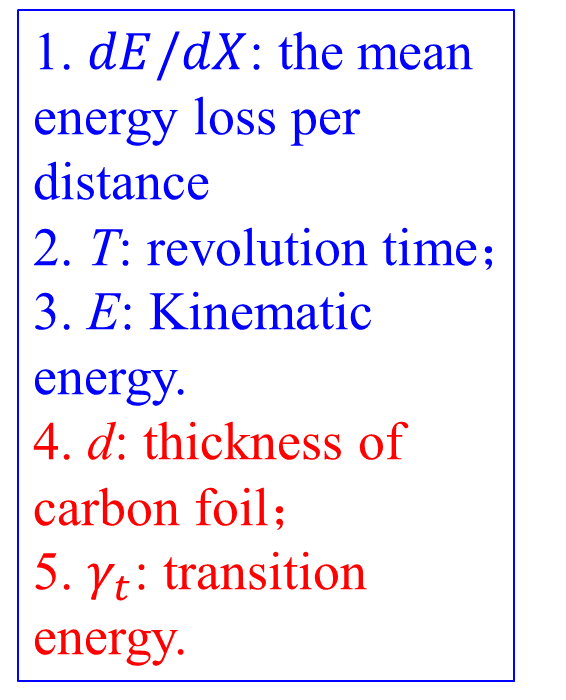 1. dE/dX: the mean
energy loss per
distance
2. T: revolution time；
3. E: Kinematic
energy.
4. d: thickness of
carbon foil；
5. γₜ: transition
energy.